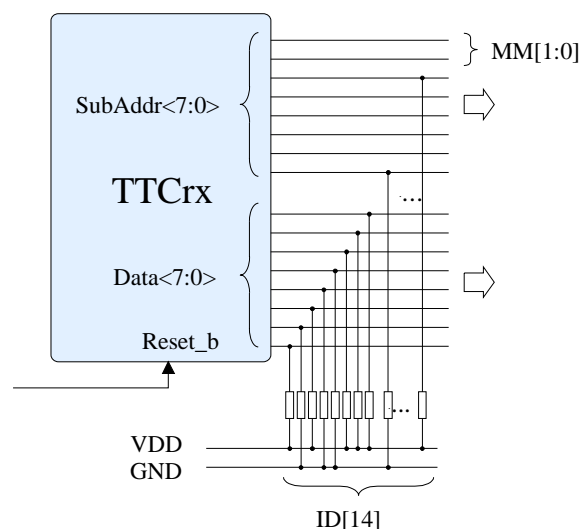 MM[1:0]
SubAddr<7:0>
TTCrx
...
Data<7:0>
Reset_b
...
VDD
GND
ID[14]